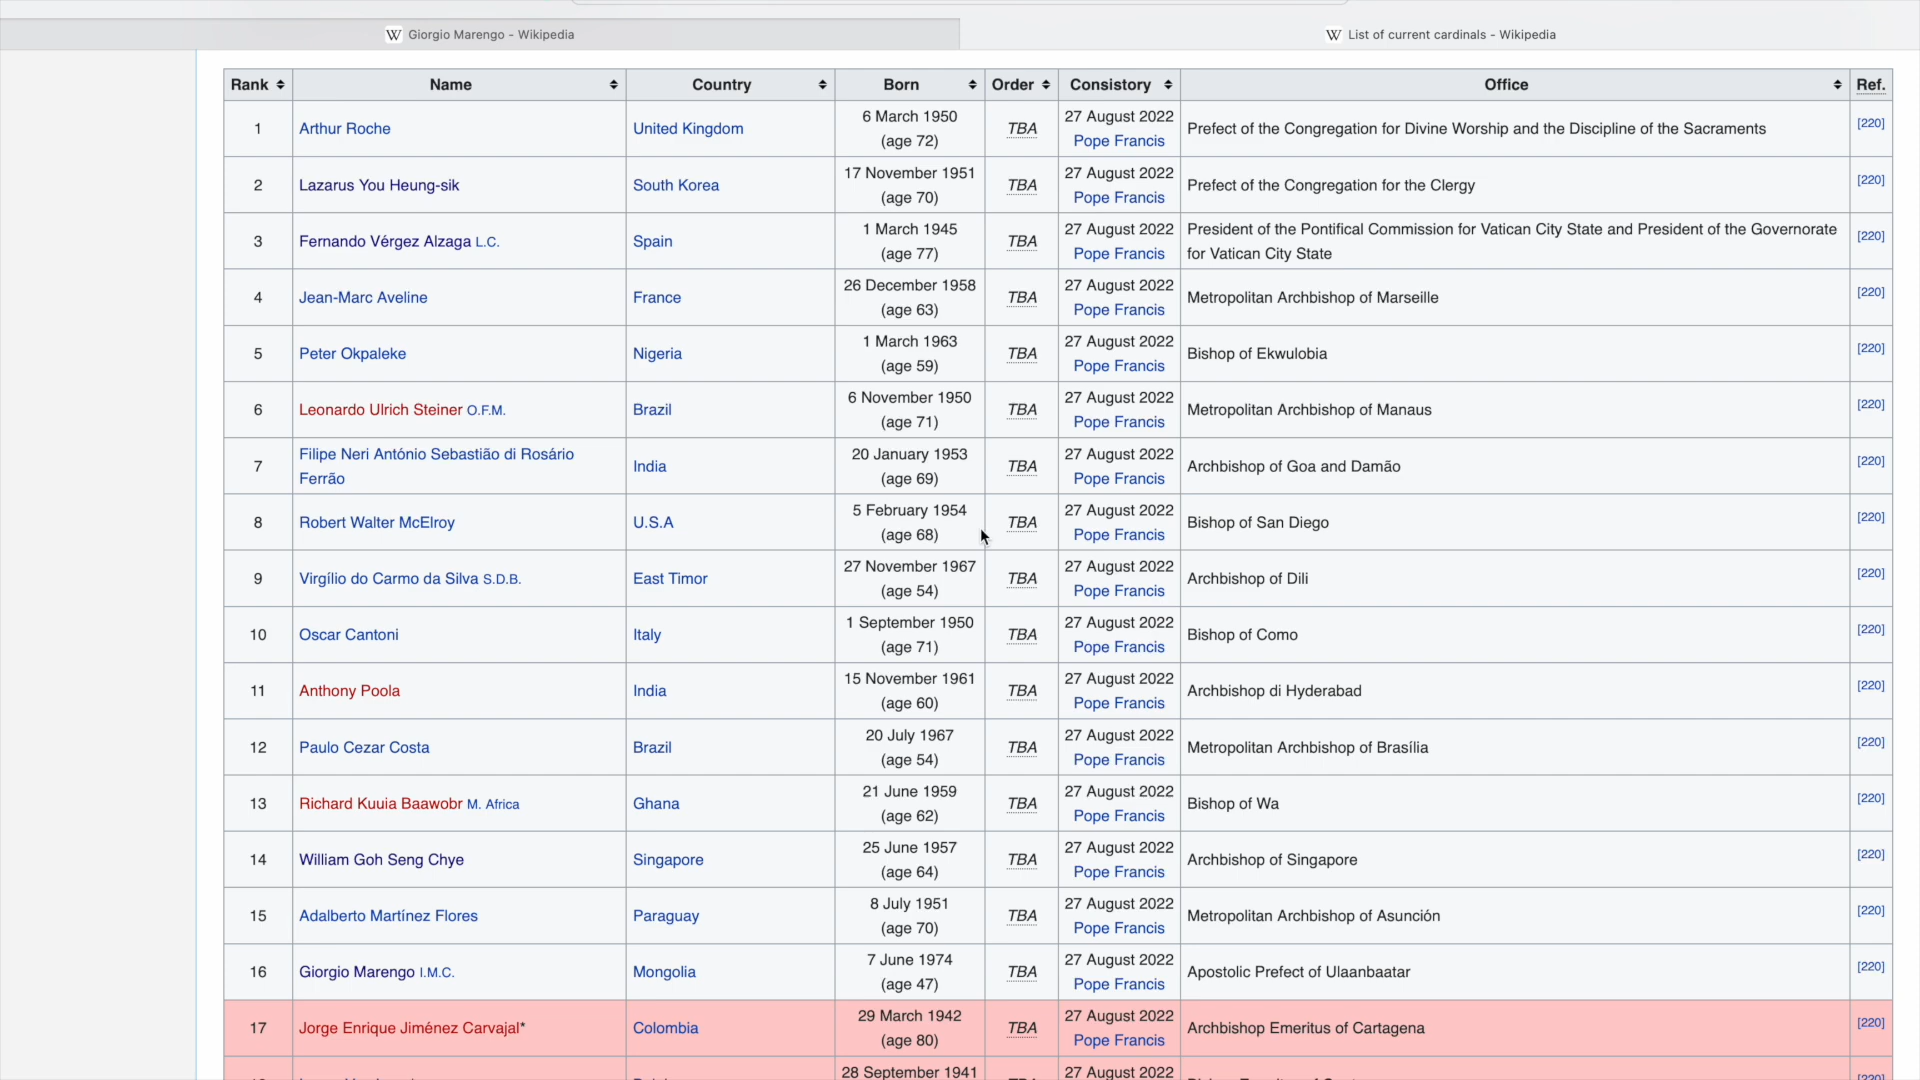 Giorgio Marengo - Wikipedia
List of current cardinals - Wikipedia
Rank Name Country Born Order Consistory Office Ref.
1 Arthur Roche United Kingdom 6 March 1950 (age 72) TBA 27 August 2022 Pope Francis Prefect of the Congregation for Divine Worship and the Discipline of the Sacraments [220]
2 Lazarus You Heung-sik South Korea 17 November 1951 (age 70) TBA 27 August 2022 Pope Francis Prefect of the Congregation for the Clergy [220]
3 Fernando Vérgez Alzaga L.C. Spain 1 March 1945 (age 77) TBA 27 August 2022 Pope Francis President of the Pontifical Commission for Vatican City State and President of the Governorate for Vatican City State [220]
4 Jean-Marc Aveline France 26 December 1958 (age 63) TBA 27 August 2022 Pope Francis Metropolitan Archbishop of Marseille [220]
5 Peter Okpaleke Nigeria 1 March 1963 (age 59) TBA 27 August 2022 Pope Francis Bishop of Ekwulobia [220]
6 Leonardo Ulrich Steiner O.F.M. Brazil 6 November 1950 (age 71) TBA 27 August 2022 Pope Francis Metropolitan Archbishop of Manaus [220]
7 Filipe Neri António Sebastião di Rosário Ferrão India 20 January 1953 (age 69) TBA 27 August 2022 Pope Francis Archbishop of Goa and Damão [220]
8 Robert Walter McElroy U.S.A 5 February 1954 (age 68) TBA 27 August 2022 Pope Francis Bishop of San Diego [220]
9 Virgílio do Carmo da Silva S.D.B. East Timor 27 November 1967 (age 54) TBA 27 August 2022 Pope Francis Archbishop of Dili [220]
10 Oscar Cantoni Italy 1 September 1950 (age 71) TBA 27 August 2022 Pope Francis Bishop of Como [220]
11 Anthony Poola India 15 November 1961 (age 60) TBA 27 August 2022 Pope Francis Archbishop di Hyderabad [220]
12 Paulo Cezar Costa Brazil 20 July 1967 (age 54) TBA 27 August 2022 Pope Francis Metropolitan Archbishop of Brasília [220]
13 Richard Kuuia Baawobr M. Africa Ghana 21 June 1959 (age 62) TBA 27 August 2022 Pope Francis Bishop of Wa [220]
14 William Goh Seng Chye Singapore 25 June 1957 (age 64) TBA 27 August 2022 Pope Francis Archbishop of Singapore [220]
15 Adalberto Martínez Flores Paraguay 8 July 1951 (age 70) TBA 27 August 2022 Pope Francis Metropolitan Archbishop of Asunción [220]
16 Giorgio Marengo I.M.C. Mongolia 7 June 1974 (age 47) TBA 27 August 2022 Pope Francis Apostolic Prefect of Ulaanbaatar [220]
17 Jorge Enrique Jiménez Carvajal* Colombia 29 March 1942 (age 80) TBA 27 August 2022 Pope Francis Archbishop Emeritus of Cartagena [220]
28 September 1941 27 August 2022